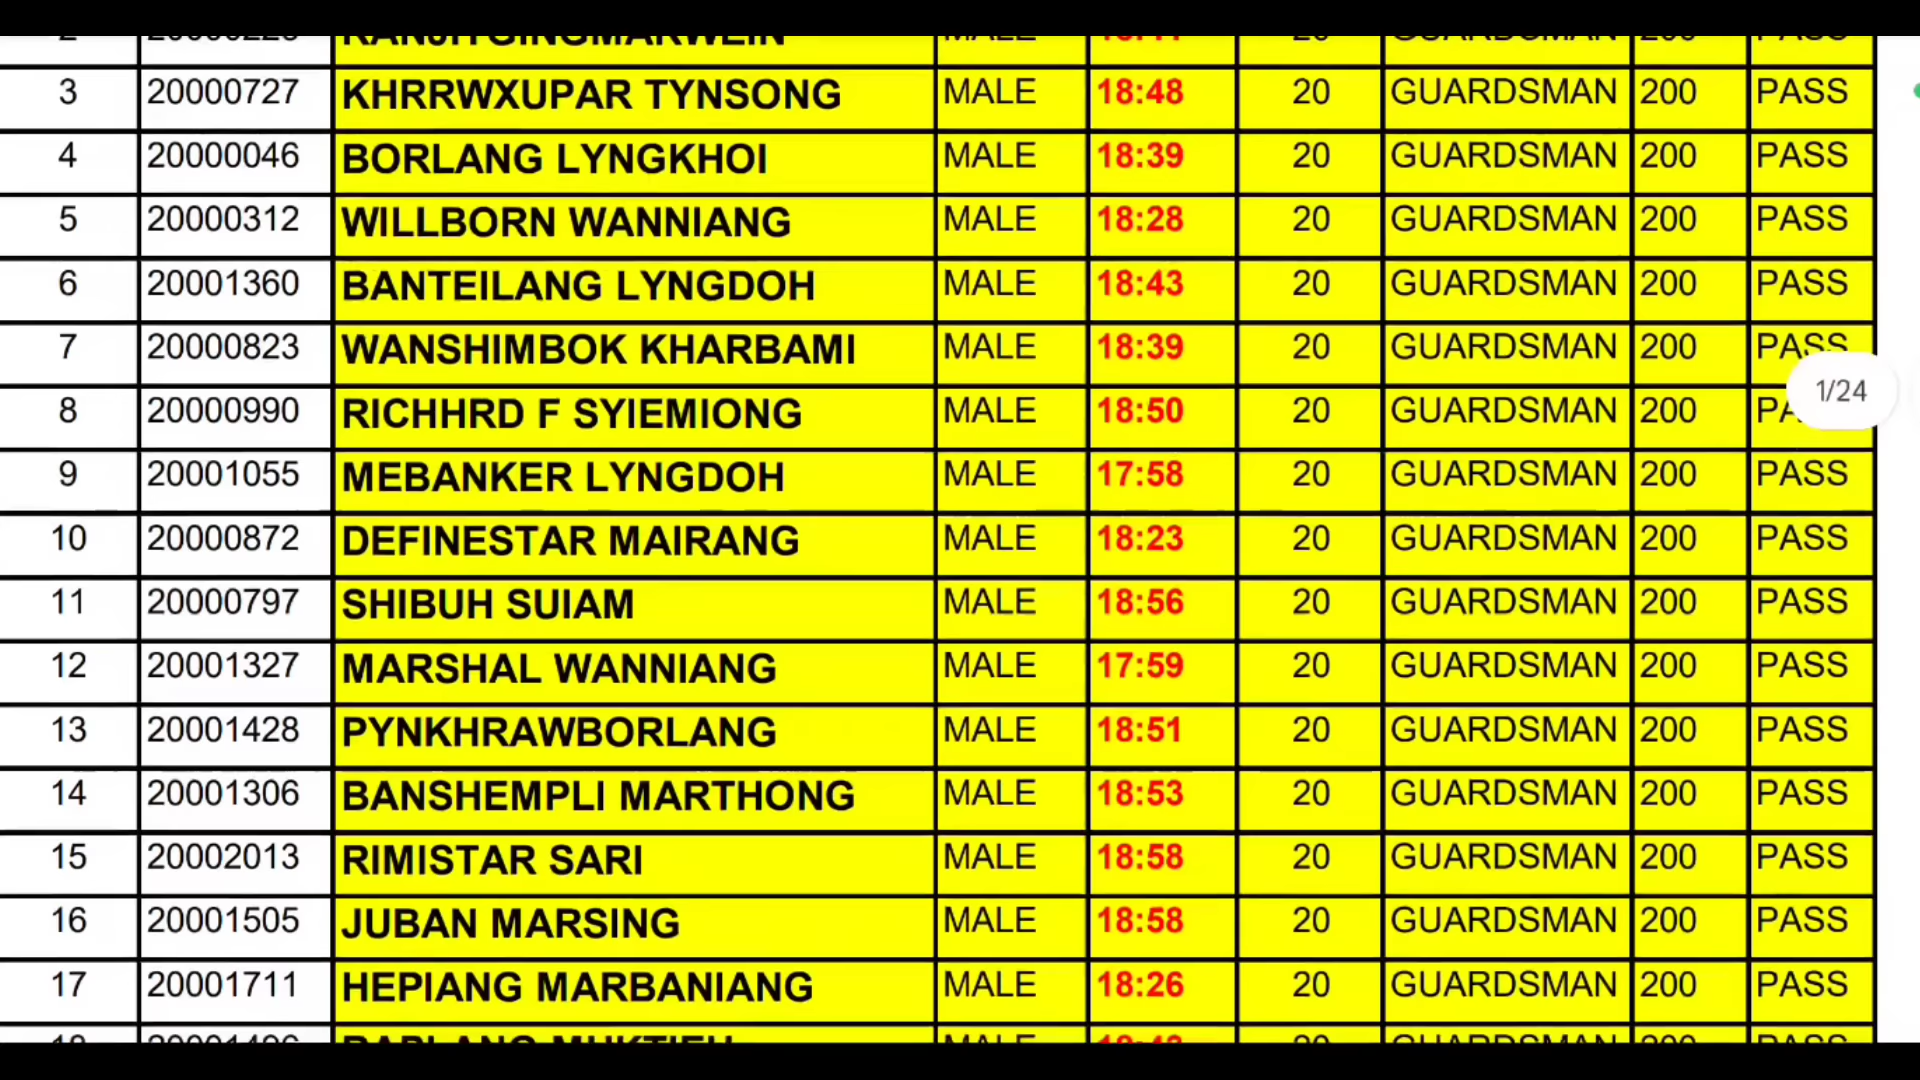 3 20000727 KHRRWXUPAR TYNSONG MALE 18:48 20 GUARDSMAN 200 PASS
4 20000046 BORLANG LYNGKHOI MALE 18:39 20 GUARDSMAN 200 PASS
5 20000312 WILLBORN WANNIANG MALE 18:28 20 GUARDSMAN 200 PASS
6 20001360 BANTEILANG LYNGDOH MALE 18:43 20 GUARDSMAN 200 PASS
7 20000823 WANSHIMBOK KHARBAMI MALE 18:39 20 GUARDSMAN 200 PASS
1/24
8 20000990 RICHHRD F SYIEMIONG MALE 18:50 20 GUARDSMAN 200
9 20001055 MEBANKER LYNGDOH MALE 17:58 20 GUARDSMAN 200 PASS
10 20000872 DEFINESTAR MAIRANG MALE 18:23 20 GUARDSMAN 200 PASS
11 20000797 SHIBUH SUIAM MALE 18:56 20 GUARDSMAN 200 PASS
12 20001327 MARSHAL WANNIANG MALE 17:59 20 GUARDSMAN 200 PASS
13 20001428 PYNKHRAWBORLANG MALE 18:51 20 GUARDSMAN 200 PASS
14 20001306 BANSHEMPLI MARTHONG MALE 18:53 20 GUARDSMAN 200 PASS
15 20002013 RIMISTAR SARI MALE 18:58 20 GUARDSMAN 200 PASS
16 20001505 JUBAN MARSING MALE 18:58 20 GUARDSMAN 200 PASS
17 20001711 HEPIANG MARBANIANG MALE 18:26 20 GUARDSMAN 200 PASS